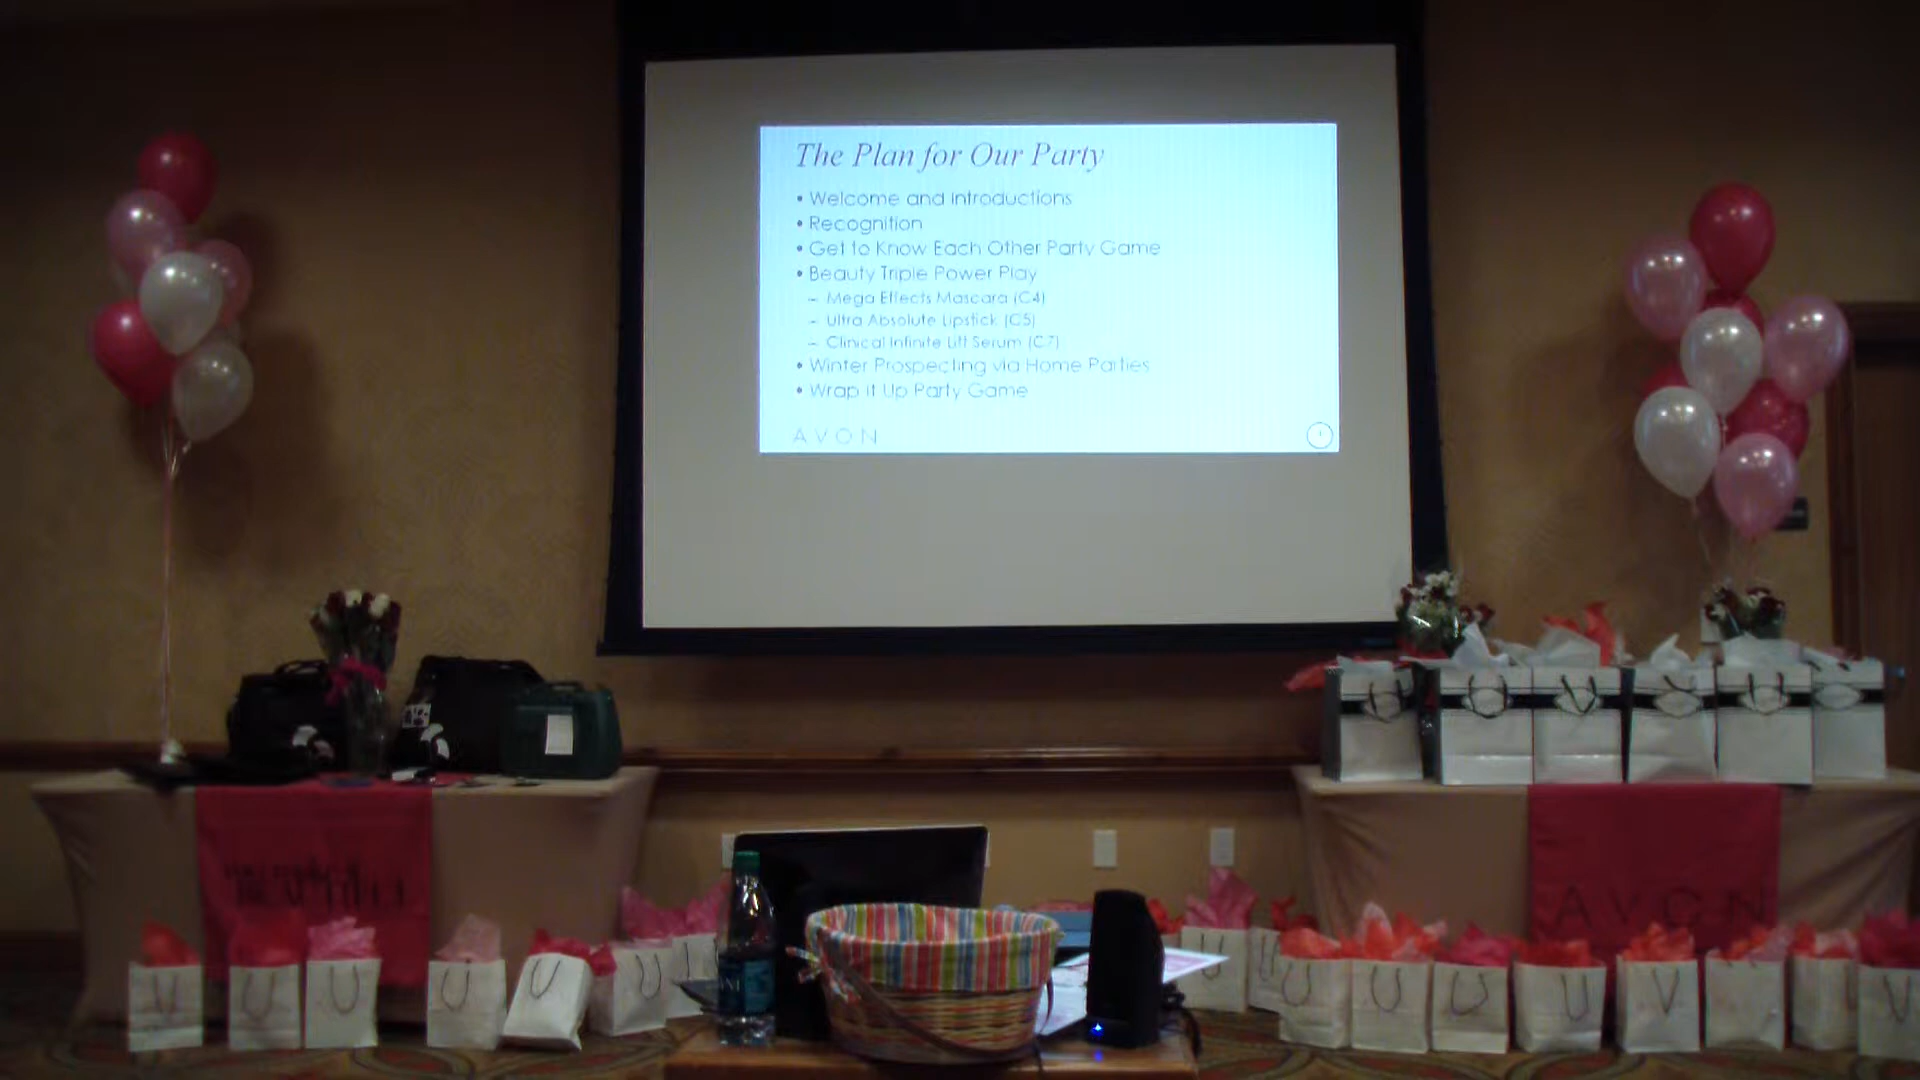 The Plan for Our Party
• Welcome and Introductions
• Recognition
• Get to Know Each Other Party Game
• Beauty Triple Power Play
– Mega Effects Mascara (C4)
– Ultra Absolute Lipstick (C5)
– Clinical Infinite Lift Serum (C7)
• Winter Prospecting via Home Parties
• Wrap it Up Party Game
AVON
AVON